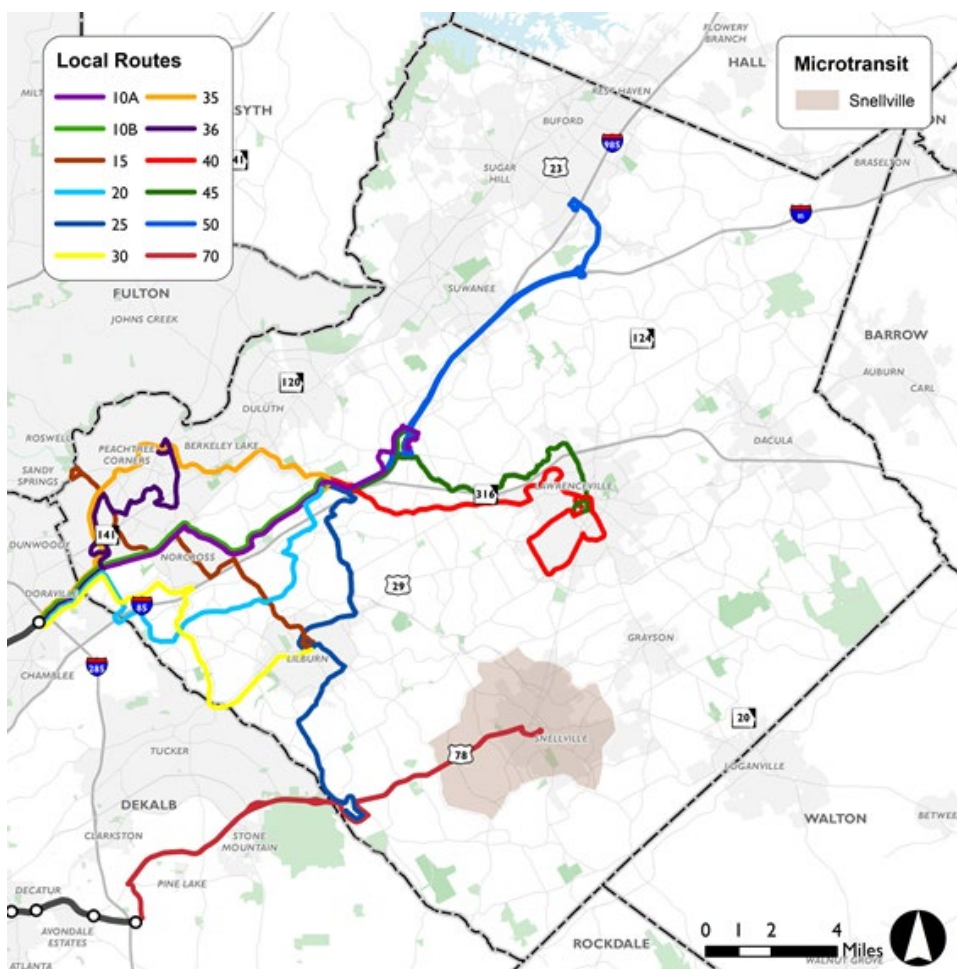 Local Routes
10A
35
10B
36
15
40
20
45
25
50
30
70
Microtransit
Snellville
FLOWERY
BRANCH
HALL
REST HAVEN
BUFORD
985
23
SUGAR
HILL
BRASELTON
85
SUWANEE
FULTON
JOHNS CREEK
124
BARROW
AUBURN
CARL
120
DULUTH
ROSWELL
BERKELEY LAKE
PEACHTREE
CORNERS
DACULA
SANDY
SPRINGS
LAWRENCEVILLE
316
141
DUNWOODY
NORCROSS
29
DORAVILLE
85
GRAYSON
LILBURN
285
CHAMBLEE
20
SNELLVILLE
78
TUCKER
LOGANVILLE
DEKALB
WALTON
CLARKSTON
STONE
MOUNTAIN
BETWEE
PINE LAKE
DECATUR
AVONDALE
ESTATES
0 1 2 4
Miles
ROCKDALE
WALNUT GROVE
ATLANTA